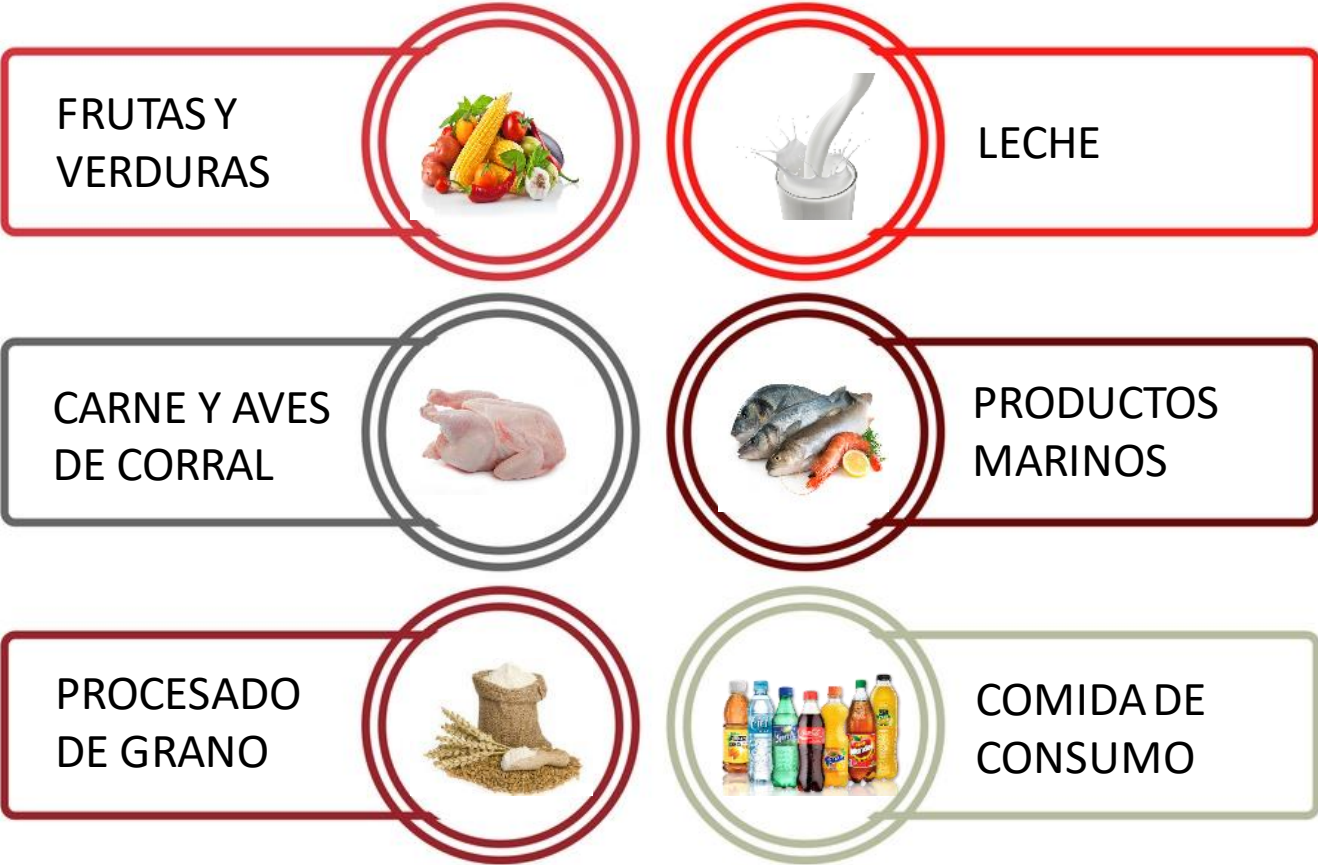 FRUTAS Y
VERDURAS
LECHE
CARNE Y AVES
DE CORRAL
PRODUCTOS
MARINOS
PROCESADO
DE GRANO
COMIDA DE
CONSUMO